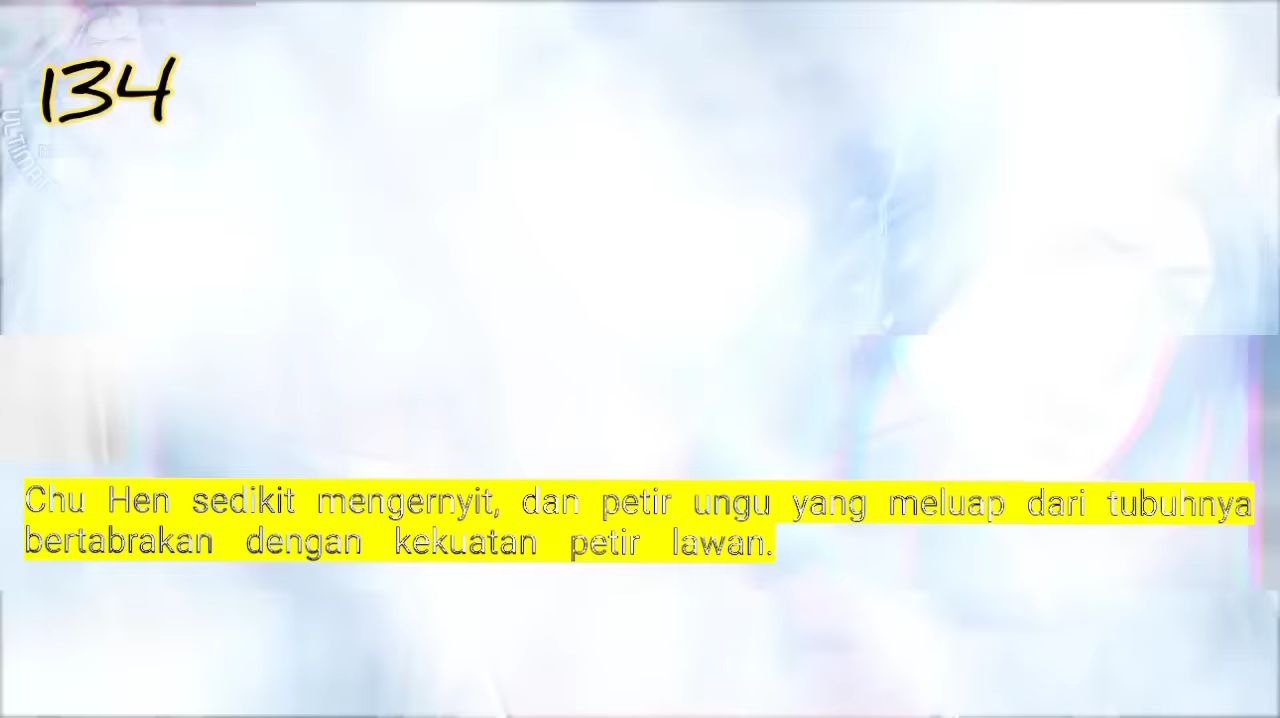 134
Chu Hen sedikit mengernyit, dan petir ungu yang meluap dari tubuhnya
bertabrakan dengan kekuatan petir lawan.